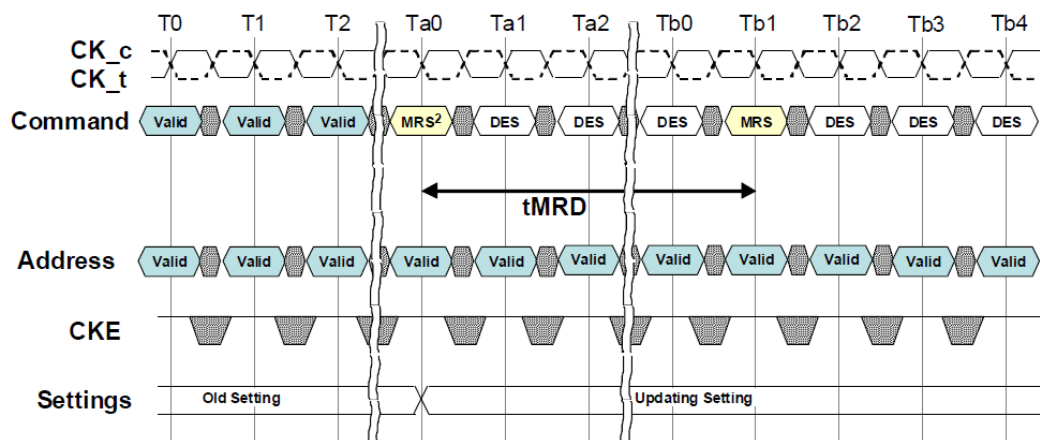 T0 T1 T2 Ta0 Ta1 Ta2 Tb0 Tb1 Tb2 Tb3 Tb4
CK_c
CK_t
Command Valid Valid Valid MRS² DES DES DES MRS DES DES DES
tMRD
Address Valid Valid Valid Valid Valid Valid Valid Valid Valid Valid Valid
CKE
Settings Old Setting Updating Setting